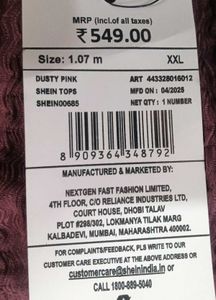 MRP (incl.of all taxes)
₹549.00
Size: 1.07 m XXL
DUSTY PINK ART 443328016012
SHEIN TOPS MFD ON : 04/2025
SHEIN00685 NET QTY : 1 NUMBER
8 909364 348792
MANUFACTURED & MARKETED BY:
NEXTGEN FAST FASHION LIMITED,
4TH FLOOR, C/O RELIANCE INDUSTRIES LTD,
COURT HOUSE, DHOBI TALAV
PLOT #298/302, LOKMANYA TILAK MARG
KALBADEVI, MUMBAI, MAHARASHTRA 400002.
FOR COMPLAINTS/FEEDBACK, PLS WRITE TO OUR
CUSTOMER CARE EXECUTIVE AT THE ABOVE ADDRESS OR
customercare@sheinindia.in or
CALL 1800-889-5040